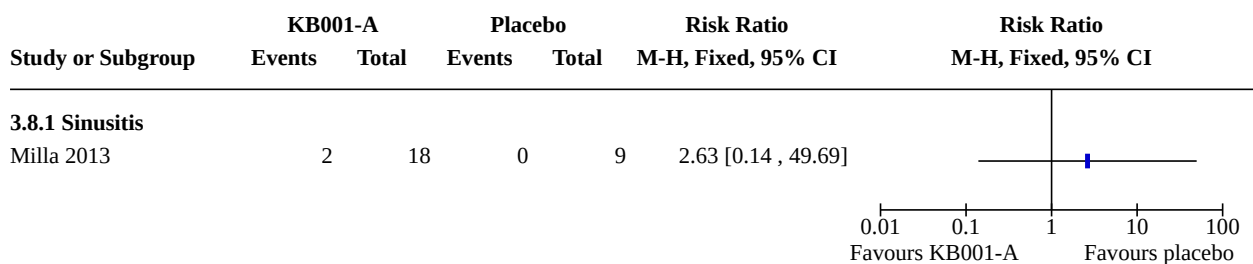 KB001-A Placebo Risk Ratio Risk Ratio
Study or Subgroup Events Total Events Total M-H, Fixed, 95% CI M-H, Fixed, 95% CI
3.8.1 Sinusitis
Milla 2013 2 18 0 9 2.63 [0.14 , 49.69]
0.01 0.1 1 10 100
Favours KB001-A Favours placebo